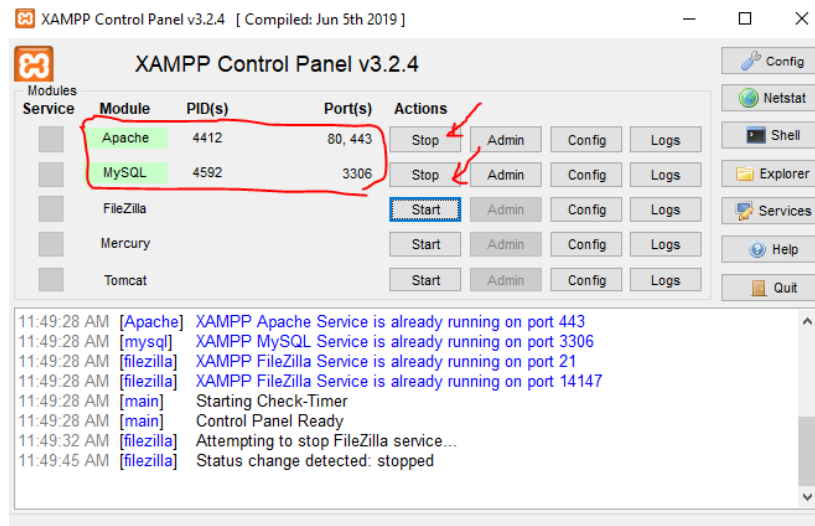 XAMPP Control Panel v3.2.4 [ Compiled: Jun 5th 2019 ]
XAMPP Control Panel v3.2.4
Config
Modules
Service Module PID(s) Port(s) Actions
Netstat
Apache 4412 80, 443 Stop Admin Config Logs
Shell
MySQL 4592 3306 Stop Admin Config Logs
Explorer
FileZilla Start Admin Config Logs
Services
Mercury Start Admin Config Logs
Help
Tomcat Start Admin Config Logs
Quit
11:49:28 AM [Apache] XAMPP Apache Service is already running on port 443
11:49:28 AM [mysql] XAMPP MySQL Service is already running on port 3306
11:49:28 AM [filezilla] XAMPP FileZilla Service is already running on port 21
11:49:28 AM [filezilla] XAMPP FileZilla Service is already running on port 14147
11:49:28 AM [main] Starting Check-Timer
11:49:28 AM [main] Control Panel Ready
11:49:32 AM [filezilla] Attempting to stop FileZilla service...
11:49:45 AM [filezilla] Status change detected: stopped